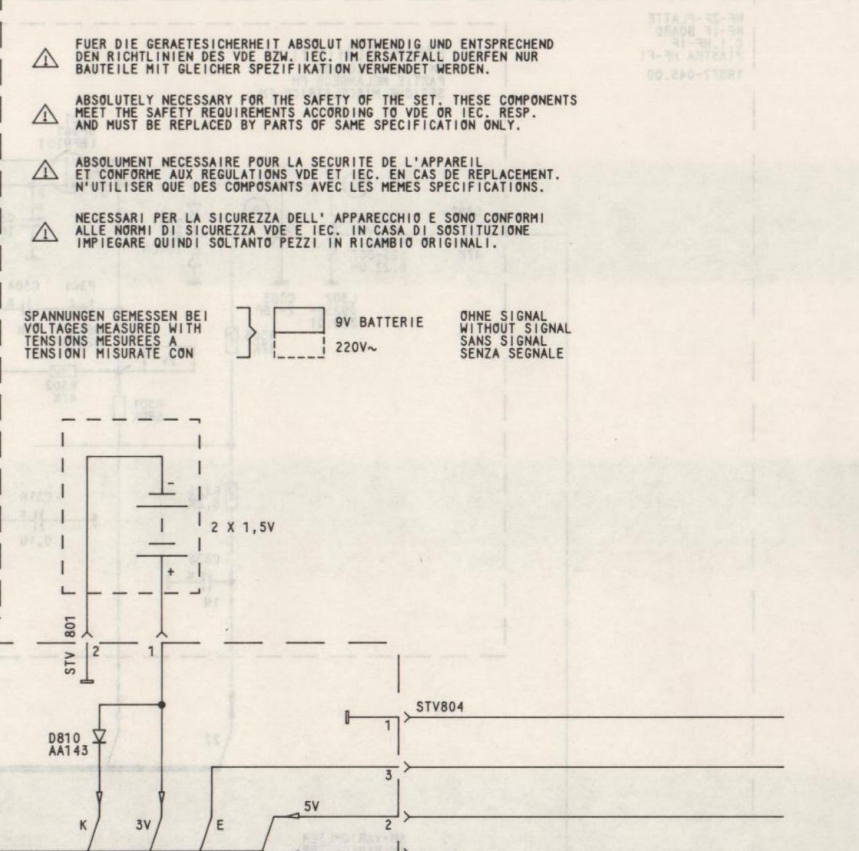 FUER DIE GERAETESICHERHEIT ABSOLUT NOTWENDIG UND ENTSPRECHEND
DEN RICHTLINIEN DES VDE BZW. IEC. IM ERSATZFALL DUERFEN NUR
BAUTEILE MIT GLEICHER SPEZIFIKATION VERWENDET WERDEN.
ABSOLUTELY NECESSARY FOR THE SAFETY OF THE SET. THESE COMPONENTS
MEET THE SAFETY REQUIREMENTS ACCORDING TO VDE OR IEC. RESP.
AND MUST BE REPLACED BY PARTS OF SAME SPECIFICATION ONLY.
ABSOLUMENT NECESSAIRE POUR LA SECURITE DE L'APPAREIL
ET CONFORME AUX REGULATIONS VDE ET IEC. EN CAS DE REPLACEMENT.
N'UTILISER QUE DES COMPOSANTS AVEC LES MEMES SPECIFICATIONS.
NECESSARI PER LA SICUREZZA DELL' APPARECCHIO E SONO CONFORMI
ALLE NORMI DI SICUREZZA VDE E IEC. IN CASA DI SOSTITUZIONE
IMPIEGARE QUINDI SOLTANTO PEZZI IN RICAMBIO ORIGINALI.
SPANNUNGEN GEMESSEN BEI
VOLTAGES MEASURED WITH
TENSIONS MESUREES A
TENSIONI MISURATE CON
9V BATTERIE
220V~
OHNE SIGNAL
WITHOUT SIGNAL
SANS SIGNAL
SENZA SEGNALE
-
2 X 1,5V
+
STV 801
2
1
STV804
1
D810
AA143
3
5V
K
3V
E
2